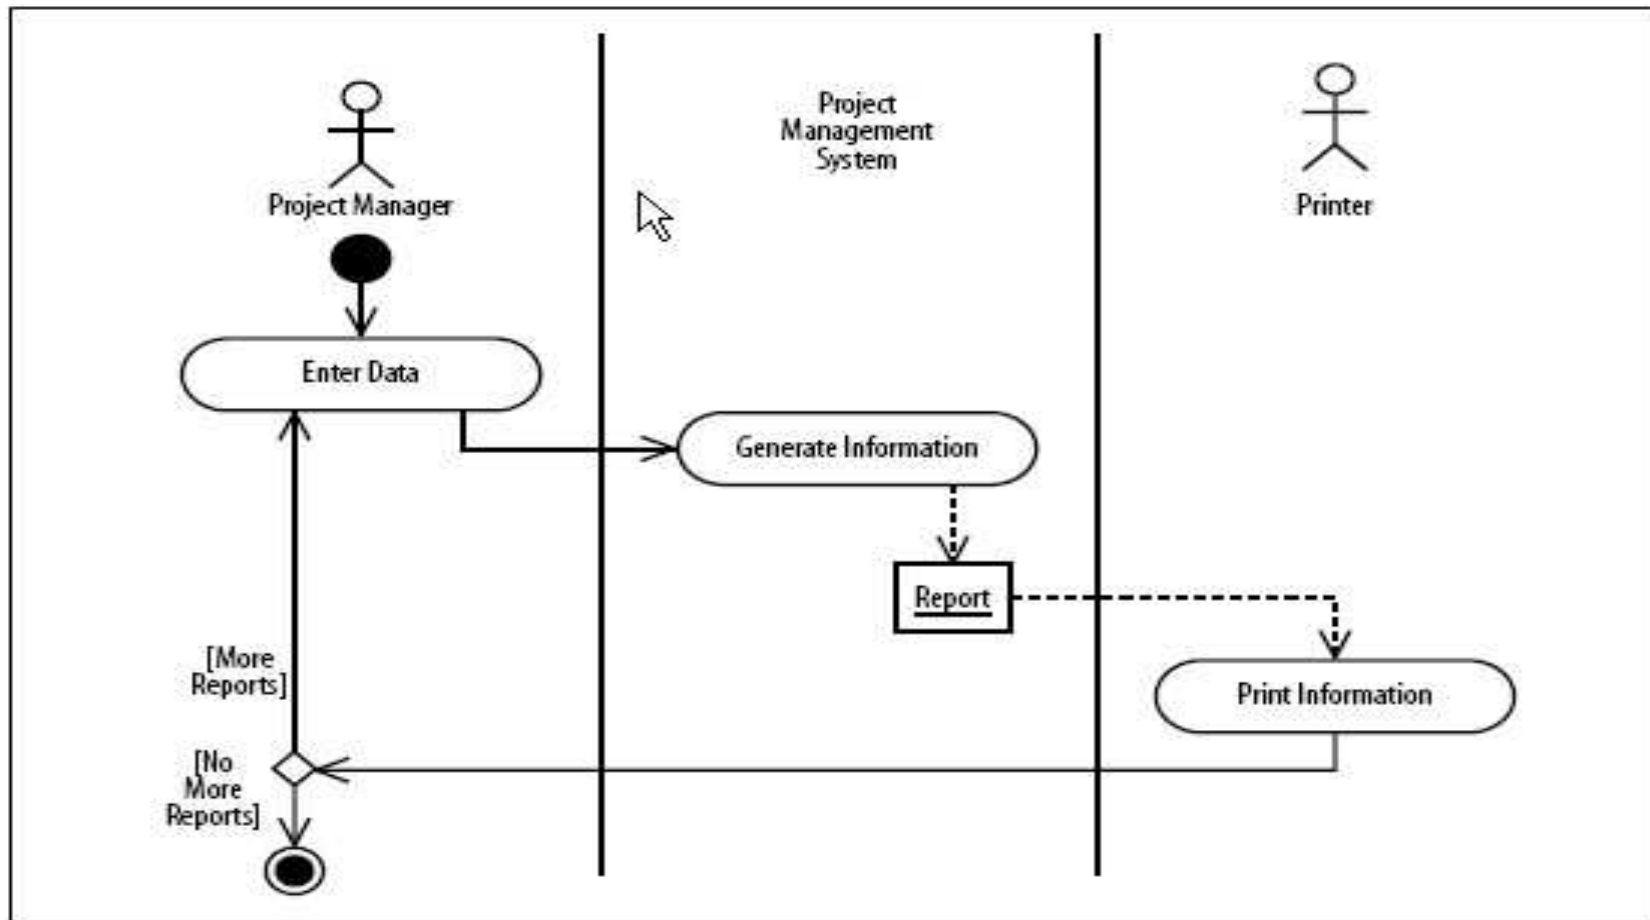 Project Manager
Project
Management
System
Printer
Enter Data
Generate Information
Report
Print Information
[More
Reports]
[No
More
Reports]